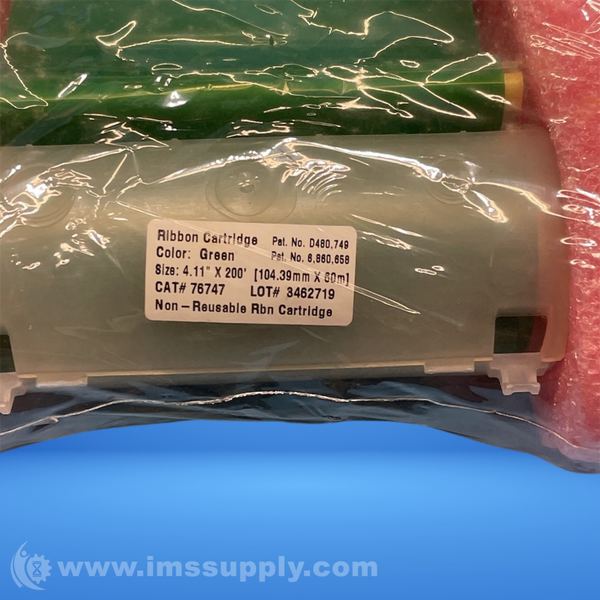 Ribbon Cartridge Pat. No. D480,749
Color: Green Pat. No. 6,860,658
Size: 4.11" X 200' [104.39mm X 60m]
CAT# 76747 LOT# 3462719
Non-Reusable Rbn Cartridge
www.imssupply.com/